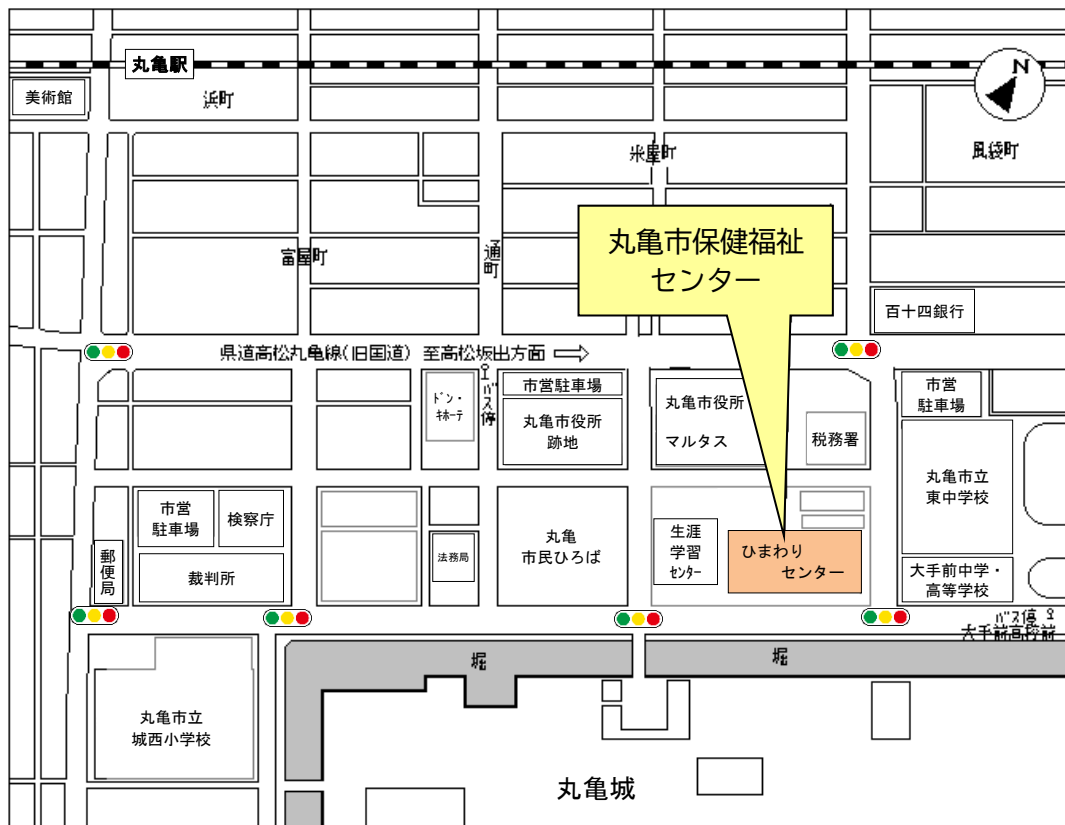 丸亀駅
N
美術館
浜町
米屋町
風袋町
富屋町
通町
丸亀市保健福祉
センター
百十四銀行
県道高松丸亀線(旧国道) 至高松坂出方面
バス停
ドン・
キホーテ
市営駐車場
丸亀市役所
跡地
丸亀市役所
マルタス
税務署
市営
駐車場
丸亀市立
東中学校
市営
駐車場
検察庁
郵便局
裁判所
法務局
丸亀
市民ひろば
生涯
学習
センター
ひまわり
センター
大手前中学・
高等学校
バス停
大手前高校前
堀
堀
丸亀市立
城西小学校
丸亀城